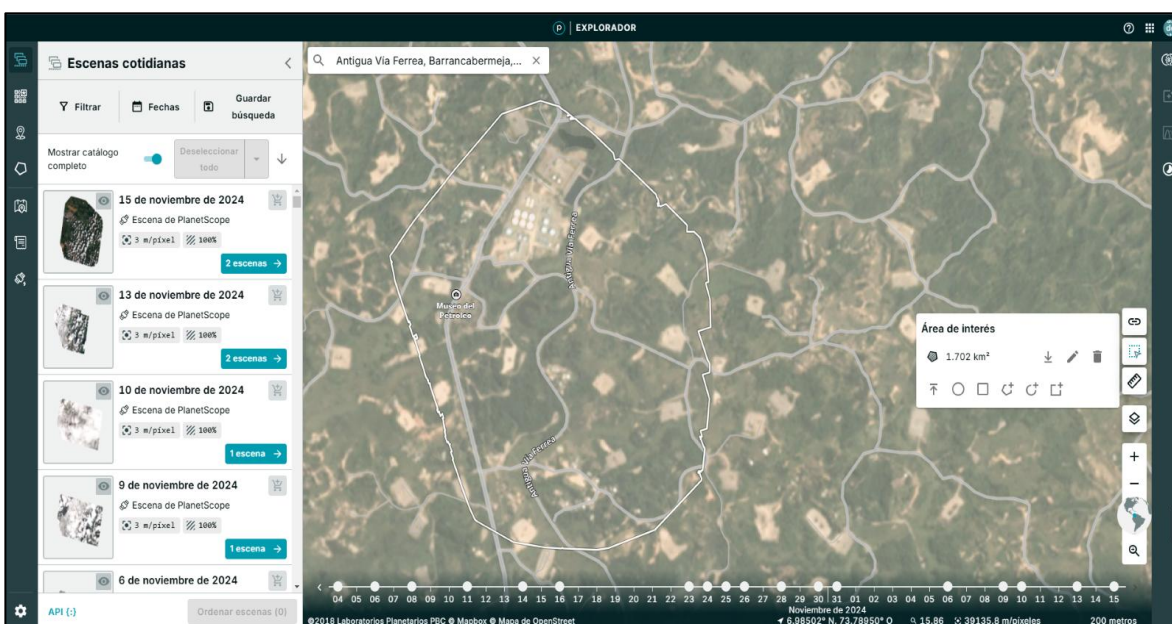 p | EXPLORADOR
Escenas cotidianas
Antigua Vía Ferrea, Barrancabermeja,...
Filtrar
Fechas
Guardar
búsqueda
Mostrar catálogo
completo
Deseleccionar
todo
15 de noviembre de 2024
Escena de PlanetScope
3 m/píxel
100%
2 escenas →
13 de noviembre de 2024
Escena de PlanetScope
3 m/píxel
100%
2 escenas →
10 de noviembre de 2024
Escena de PlanetScope
3 m/píxel
100%
1 escena →
9 de noviembre de 2024
Escena de PlanetScope
3 m/píxel
100%
1 escena →
6 de noviembre de 2024
API {:}
Ordenar escenas (0)
Antigua Vía Ferrea
Museo del
Petroleo
Antigua Vía Ferrea
Área de interés
1.702 km²
04 05 06 07 08 09 10 11 12 13 14 15 16 17 18 19 20 21 22 23 24 25 26 27 28 29 30 31 01 02 03 04 05 06 07 08 09 10 11 12 13 14 15
Noviembre de 2024
©2018 Laboratorios Planetarios PBC © Mapbox © Mapa de OpenStreet
6,98502° N, 73,78950° O
15,86
39135.8 m/píxeles
200 metros